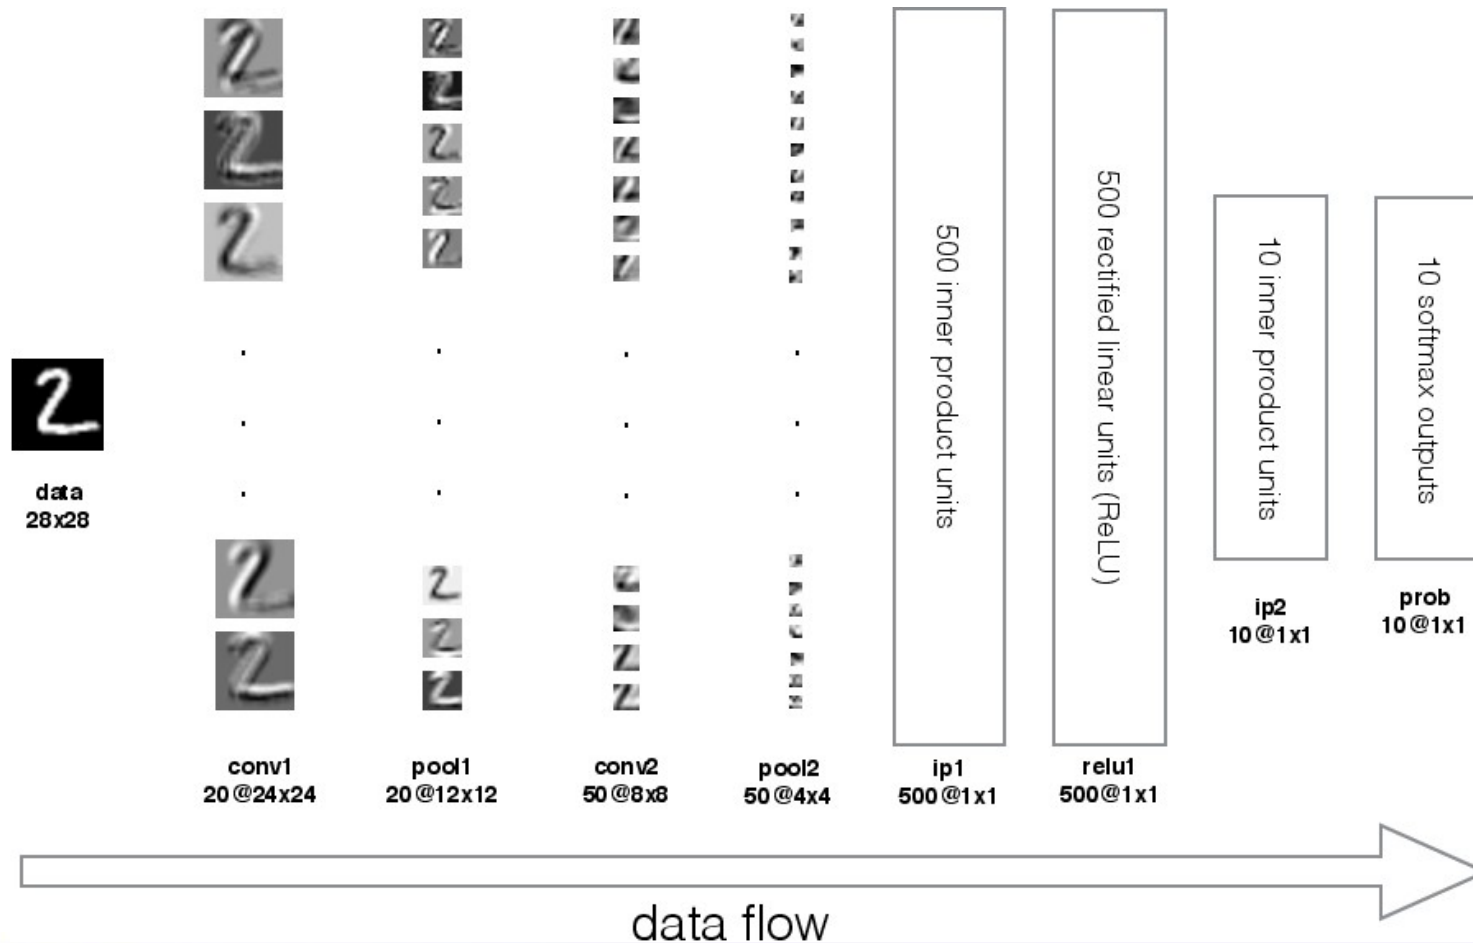 data
28x28
conv1
20@24x24
pool1
20@12x12
conv2
50@8x8
pool2
50@4x4
500 inner product units
ip1
500@1x1
500 rectified linear units (ReLU)
relu1
500@1x1
10 inner product units
ip2
10@1x1
10 softmax outputs
prob
10@1x1
data flow